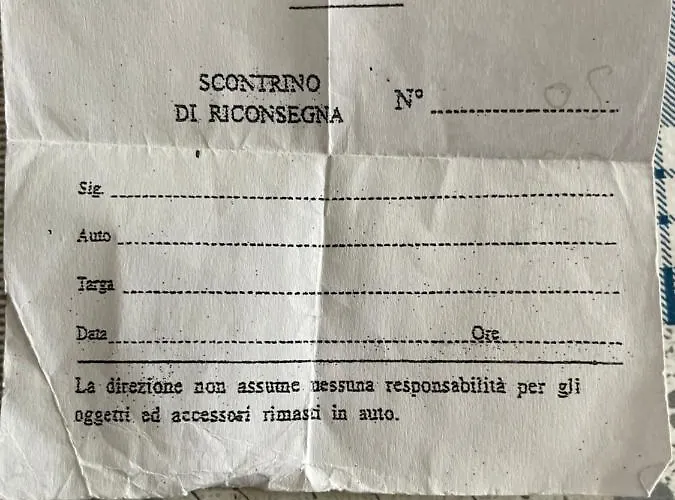 SCONTRINO
DI RICONSEGNA
N°
Sig.
Auto
Targa
Data Ore
La direzione non assume nessuna responsabilità per gli
oggetti ed accessori rimasti in auto.